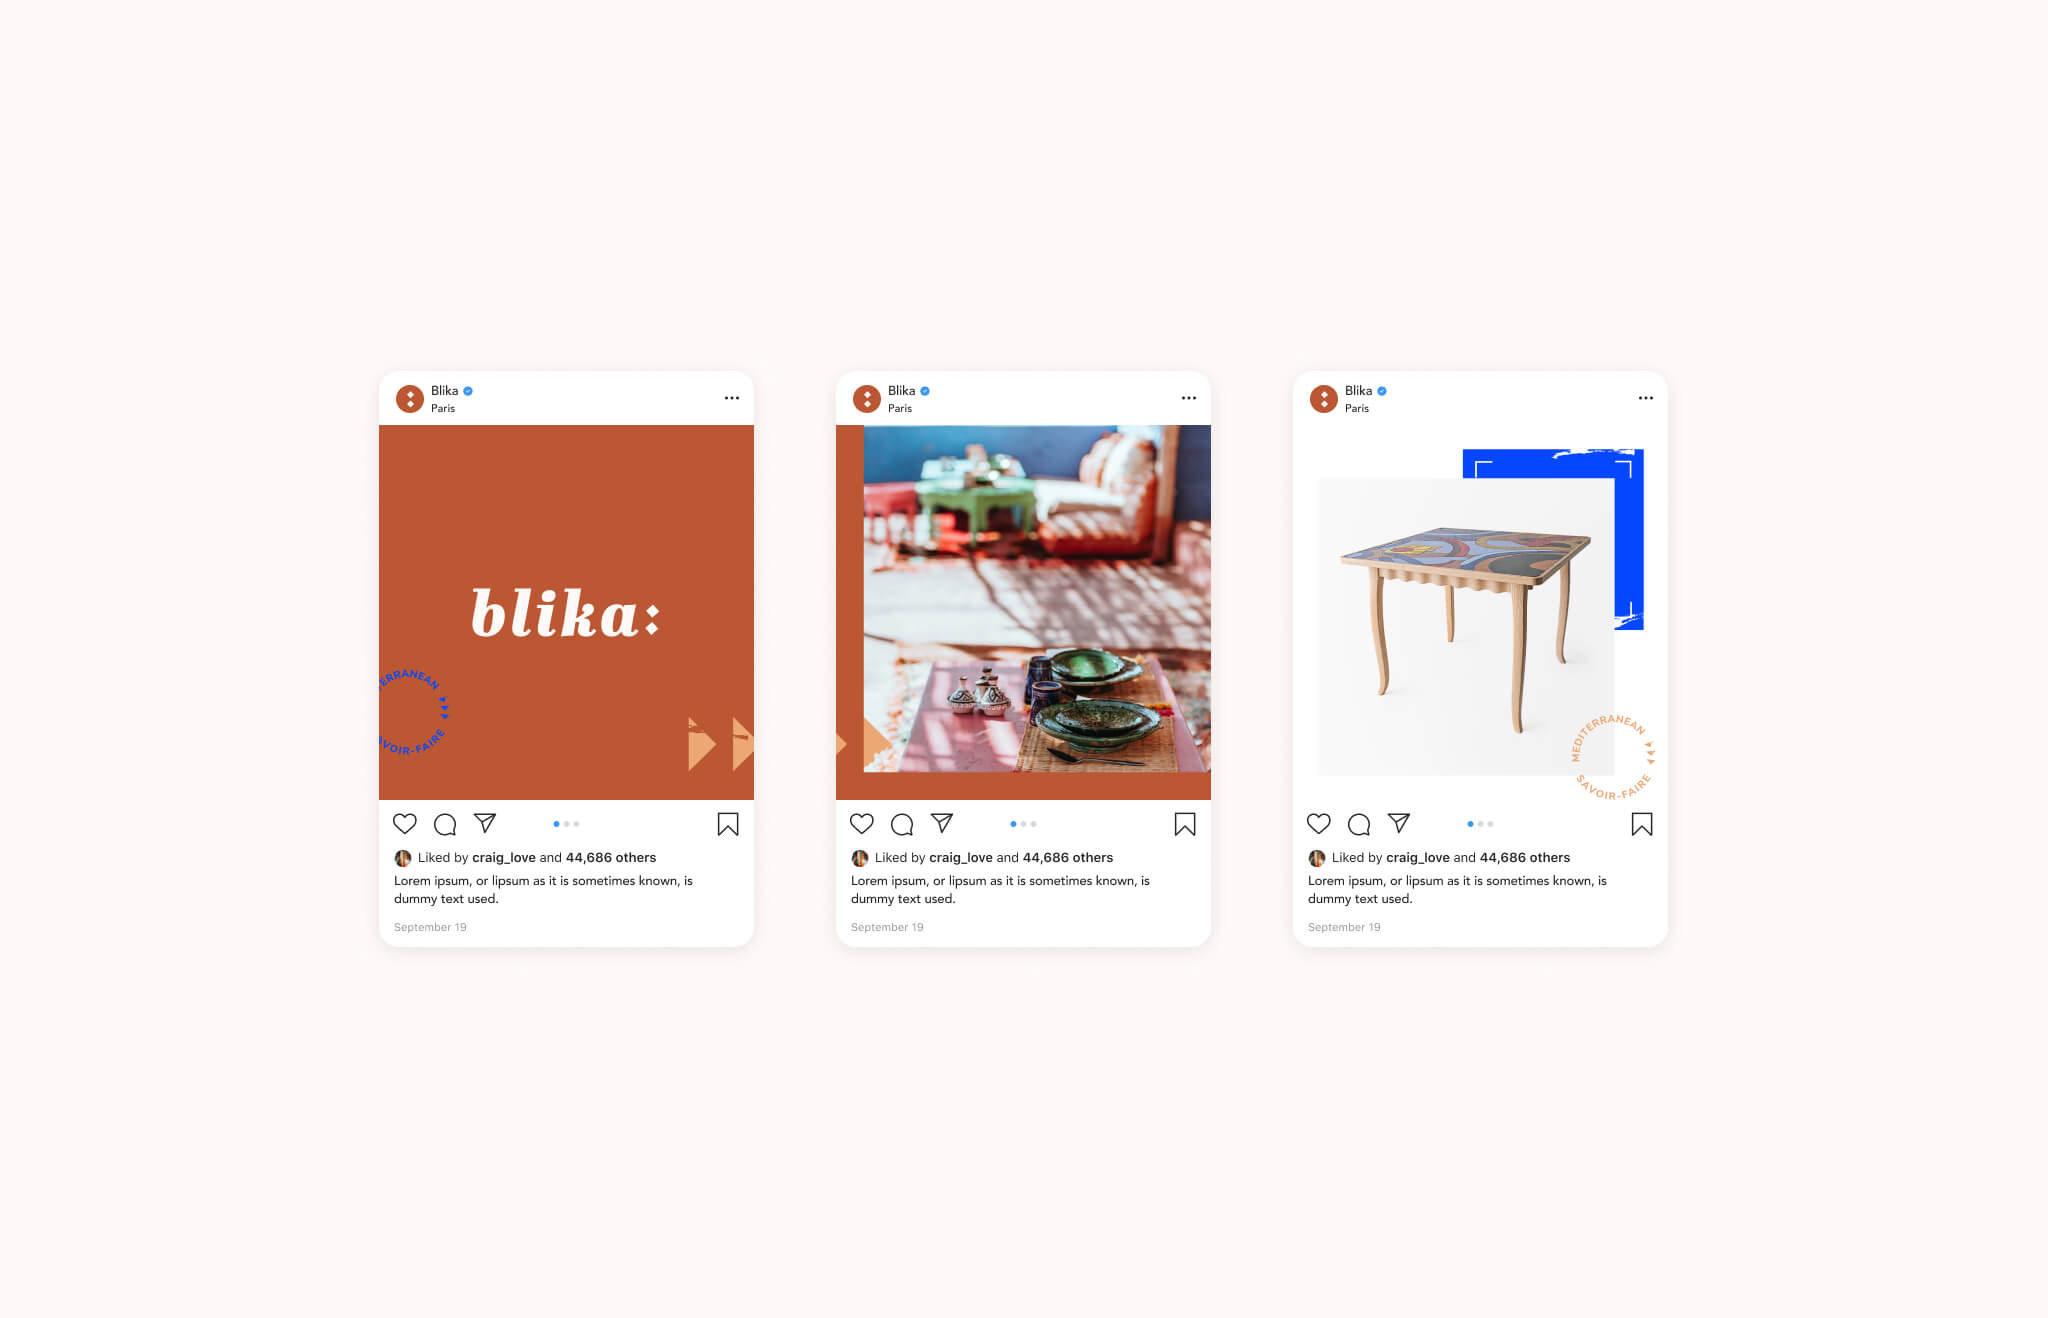 Blika
Paris
blika:
TERRANEAN
AVOIR-FAIRE
Liked by craig_love and 44,686 others
Lorem ipsum, or lipsum as it is sometimes known, is
dummy text used.
September 19
Blika
Paris
Liked by craig_love and 44,686 others
Lorem ipsum, or lipsum as it is sometimes known, is
dummy text used.
September 19
Blika
Paris
MEDITERRANEAN
SAVOIR-FAIRE
Liked by craig_love and 44,686 others
Lorem ipsum, or lipsum as it is sometimes known, is
dummy text used.
September 19